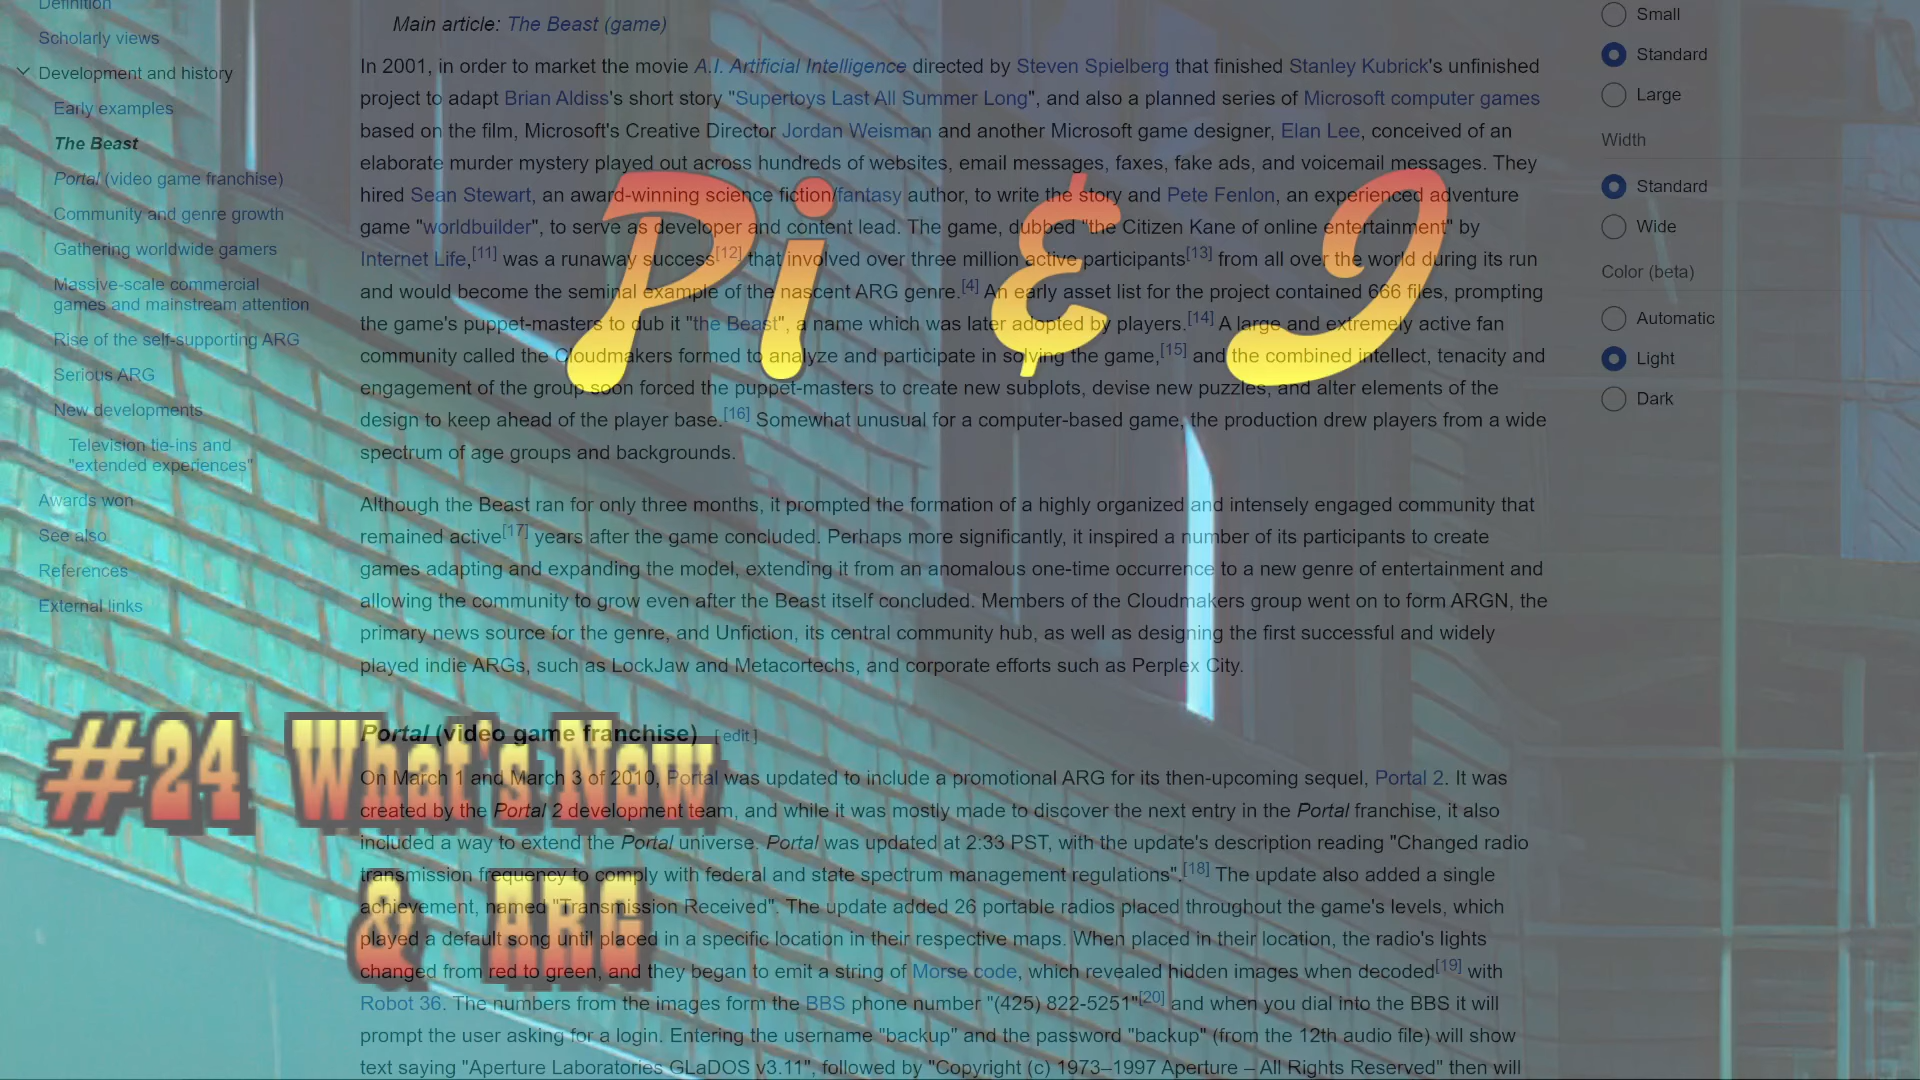 Definition
Scholarly views
Development and history
Early examples
The Beast
Portal (video game franchise)
Community and genre growth
Gathering worldwide gamers
Massive-scale commercial
games and mainstream attention
Rise of the self-supporting ARG
Serious ARG
New developments
Television tie-ins and
"extended experiences"
Awards won
See also
References
External links
Main article: The Beast (game)
In 2001, in order to market the movie A.I. Artificial Intelligence directed by Steven Spielberg that finished Stanley Kubrick's unfinished
project to adapt Brian Aldiss's short story "Supertoys Last All Summer Long", and also a planned series of Microsoft computer games
based on the film, Microsoft's Creative Director Jordan Weisman and another Microsoft game designer, Elan Lee, conceived of an
elaborate murder mystery played out across hundreds of websites, email messages, faxes, fake ads, and voicemail messages. They
hired Sean Stewart, an award-winning science fiction/fantasy author, to write the story and Pete Fenlon, an experienced adventure
game "worldbuilder", to serve as developer and content lead. The game, dubbed "the Citizen Kane of online entertainment" by
Internet Life,[11] was a runaway success[12] that involved over three million active participants[13] from all over the world during its run
and would become the seminal example of the nascent ARG genre.[4] An early asset list for the project contained 666 files, prompting
the game's puppet-masters to dub it "the Beast", a name which was later adopted by players.[14] A large and extremely active fan
community called the Cloudmakers formed to analyze and participate in solving the game,[15] and the combined intellect, tenacity and
engagement of the group soon forced the puppet-masters to create new subplots, devise new puzzles, and alter elements of the
design to keep ahead of the player base.[16] Somewhat unusual for a computer-based game, the production drew players from a wide
spectrum of age groups and backgrounds.
Although the Beast ran for only three months, it prompted the formation of a highly organized and intensely engaged community that
remained active[17] years after the game concluded. Perhaps more significantly, it inspired a number of its participants to create
games adapting and expanding the model, extending it from an anomalous one-time occurrence to a new genre of entertainment and
allowing the community to grow even after the Beast itself concluded. Members of the Cloudmakers group went on to form ARGN, the
primary news source for the genre, and Unfiction, its central community hub, as well as designing the first successful and widely
played indie ARGs, such as LockJaw and Metacortechs, and corporate efforts such as Perplex City.
Portal (video game franchise) [ edit ]
On March 1 and March 3 of 2010, Portal was updated to include a promotional ARG for its then-upcoming sequel, Portal 2. It was
created by the Portal 2 development team, and while it was mostly made to discover the next entry in the Portal franchise, it also
included a way to extend the Portal universe. Portal was updated at 2:33 PST, with the update's description reading "Changed radio
transmission frequency to comply with federal and state spectrum management regulations".[18] The update also added a single
achievement, named "Transmission Received". The update added 26 portable radios placed throughout the game's levels, which
played a default song until placed in a specific location in their respective maps. When placed in their location, the radio's lights
changed from red to green, and they began to emit a string of Morse code, which revealed hidden images when decoded[19] with
Robot 36. The numbers from the images form the BBS phone number "(425) 822-5251"[20] and when you dial into the BBS it will
prompt the user asking for a login. Entering the username "backup" and the password "backup" (from the 12th audio file) will show
text saying "Aperture Laboratories GLaDOS v3.11", followed by "Copyright (c) 1973–1997 Aperture – All Rights Reserved" then will
Small
Standard
Large
Width
Standard
Wide
Color (beta)
Automatic
Light
Dark
Pi & 9
#24 What's New
& ARG